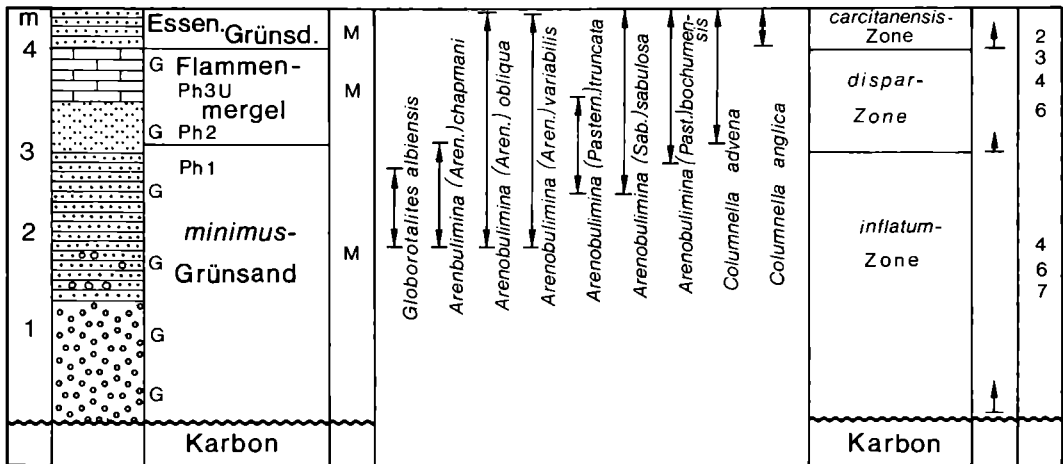 m
4
3
2
1
Essen. Grünsd.
G Flammen-
Ph3U
mergel
G Ph2
Ph1
G
minimus-
G
Grünsand
G
G
Karbon
M
M
M
Globorotalites albiensis
Arenbulimina (Aren.) chapmani
Arenobulimina (Aren.) obliqua
Arenobulimina (Aren.) variabilis
Arenobulimina (Pastern.) truncata
Arenobulimina (Sab.) sabulosa
Arenobulimina (Past.) bochumen-
sis
Columnella advena
Columnella anglica
carcitanensis-
Zone
dispar-
Zone
inflatum-
Zone
Karbon
2
3
4
6
4
6
7